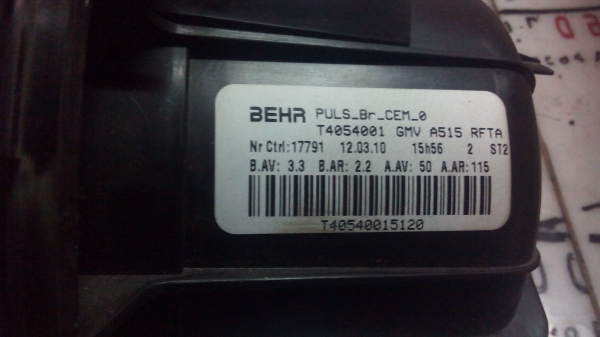 BEHR PULS_Br_CEM_0
T4054001 GMV A515 RFTA
Nr Ctrl:17791 12.03.10 15h56 2 ST2
B.AV: 3.3 B.AR: 2.2 A.AV: 50 A.AR:115
T40540015120